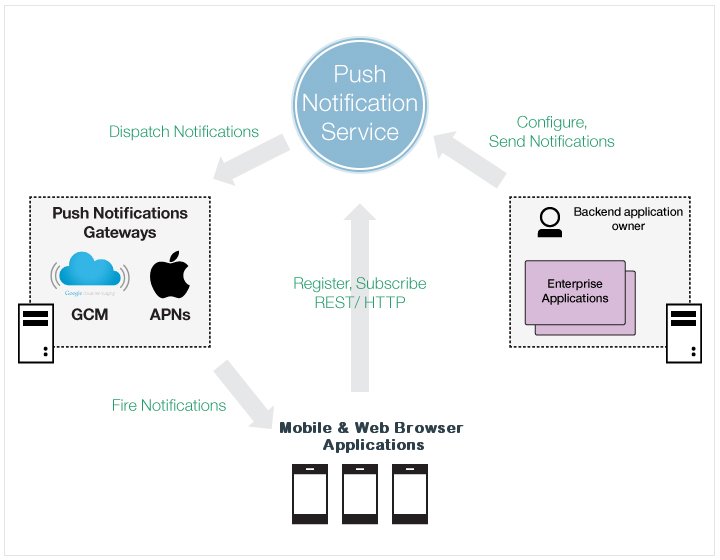 Push
Notification
Service
Dispatch Notifications
Configure,
Send Notifications
Push Notifications
Gateways
Google cloud messaging
GCM
APNs
Backend application
owner
Enterprise
Applications
Register, Subscribe
REST/ HTTP
Fire Notifications
Mobile & Web Browser
Applications